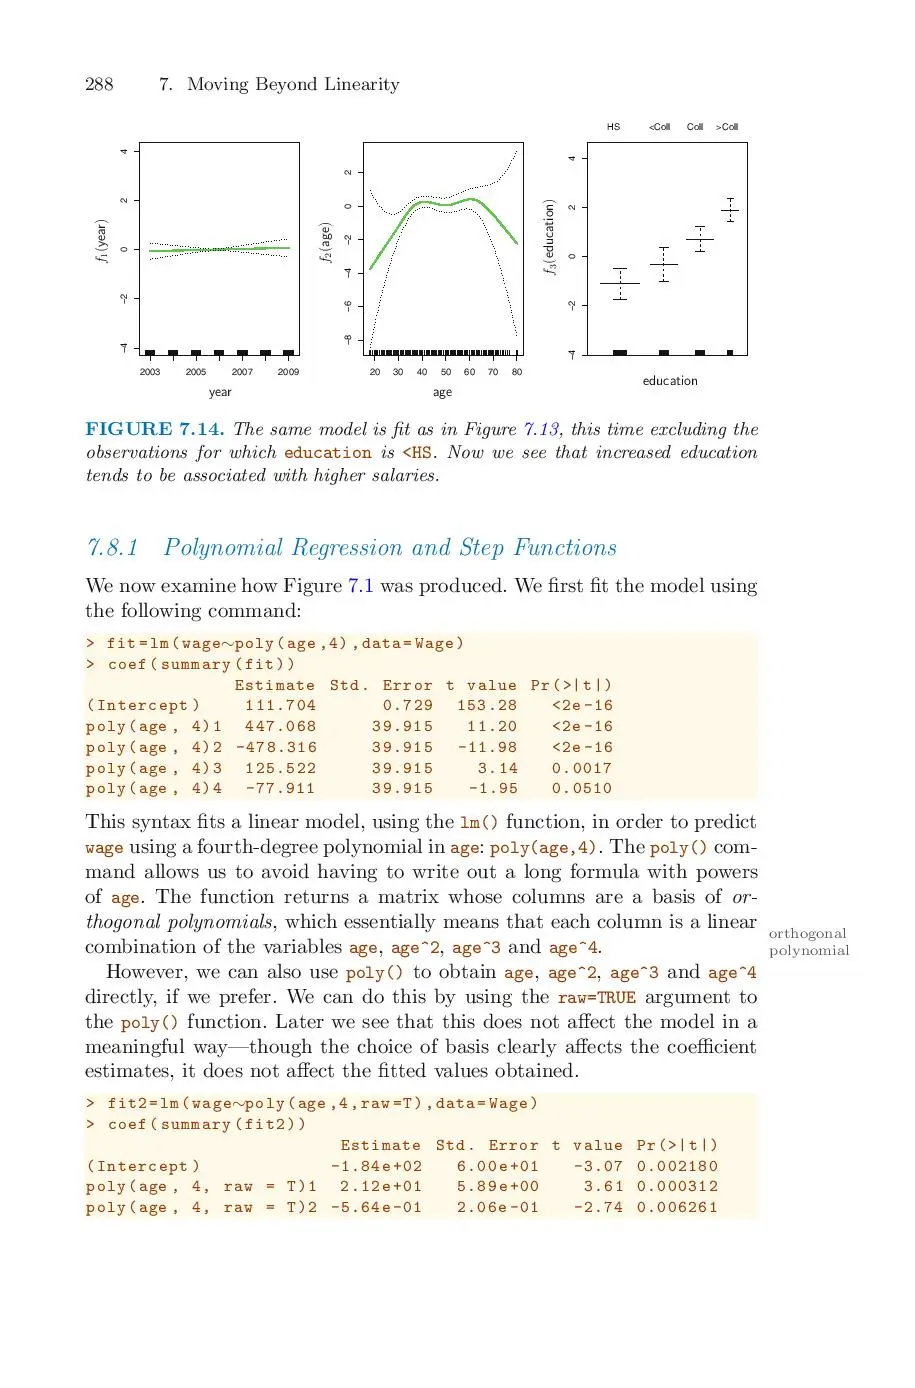 288 7. Moving Beyond Linearity
HS <Coll Coll >Coll
f1(year)
−4 −2 0 2 4
2003 2005 2007 2009
year
f2(age)
−8 −6 −4 −2 0 2
20 30 40 50 60 70 80
age
f3(education)
−4 −2 0 2 4
education
FIGURE 7.14. The same model is fit as in Figure 7.13, this time excluding the
observations for which education is <HS. Now we see that increased education
tends to be associated with higher salaries.
7.8.1 Polynomial Regression and Step Functions
We now examine how Figure 7.1 was produced. We first fit the model using
the following command:
> fit=lm(wage∼poly(age,4),data=Wage)
> coef(summary(fit))
Estimate Std. Error t value Pr(>|t|)
(Intercept) 111.704 0.729 153.28 <2e-16
poly(age, 4)1 447.068 39.915 11.20 <2e-16
poly(age, 4)2 -478.316 39.915 -11.98 <2e-16
poly(age, 4)3 125.522 39.915 3.14 0.0017
poly(age, 4)4 -77.911 39.915 -1.95 0.0510
This syntax fits a linear model, using the lm() function, in order to predict
wage using a fourth-degree polynomial in age: poly(age,4). The poly() com-
mand allows us to avoid having to write out a long formula with powers
of age. The function returns a matrix whose columns are a basis of or-
thogonal polynomials, which essentially means that each column is a linear
combination of the variables age, age^2, age^3 and age^4.
orthogonal
polynomial
However, we can also use poly() to obtain age, age^2, age^3 and age^4
directly, if we prefer. We can do this by using the raw=TRUE argument to
the poly() function. Later we see that this does not affect the model in a
meaningful way—though the choice of basis clearly affects the coefficient
estimates, it does not affect the fitted values obtained.
> fit2=lm(wage∼poly(age,4,raw=T),data=Wage)
> coef(summary(fit2))
Estimate Std. Error t value Pr(>|t|)
(Intercept) -1.84e+02 6.00e+01 -3.07 0.002180
poly(age, 4, raw = T)1 2.12e+01 5.89e+00 3.61 0.000312
poly(age, 4, raw = T)2 -5.64e-01 2.06e-01 -2.74 0.006261